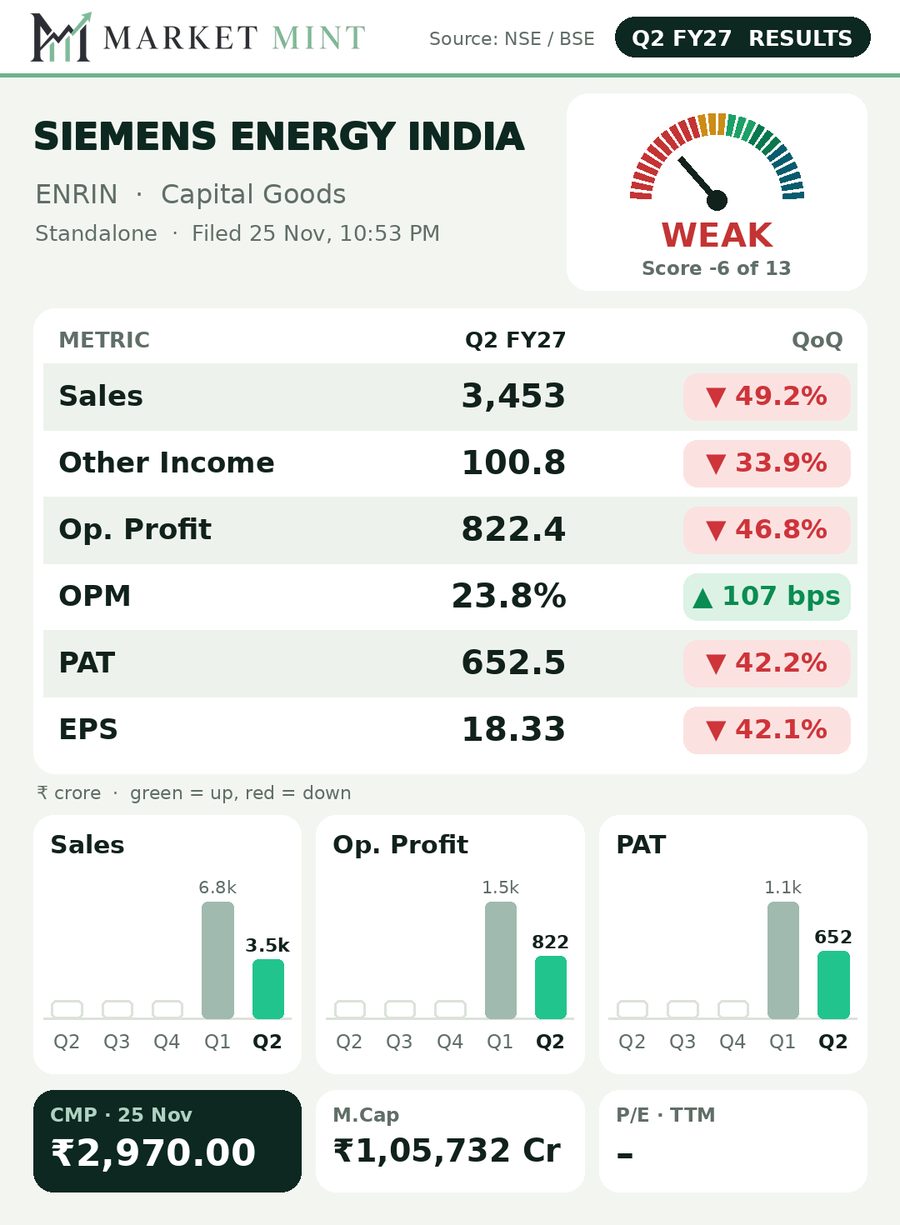 MARKET MINT
Source: NSE / BSE
Q2 FY27 RESULTS
SIEMENS ENERGY INDIA
ENRIN · Capital Goods
Standalone · Filed 25 Nov, 10:53 PM
WEAK
Score -6 of 13
METRIC Q2 FY27 QoQ
Sales 3,453 ▼ 49.2%
Other Income 100.8 ▼ 33.9%
Op. Profit 822.4 ▼ 46.8%
OPM 23.8% ▲ 107 bps
PAT 652.5 ▼ 42.2%
EPS 18.33 ▼ 42.1%
₹ crore · green = up, red = down
Sales
6.8k
3.5k
Q2 Q3 Q4 Q1 Q2
Op. Profit
1.5k
822
Q2 Q3 Q4 Q1 Q2
PAT
1.1k
652
Q2 Q3 Q4 Q1 Q2
CMP · 25 Nov
₹2,970.00
M.Cap
₹1,05,732 Cr
P/E · TTM
–